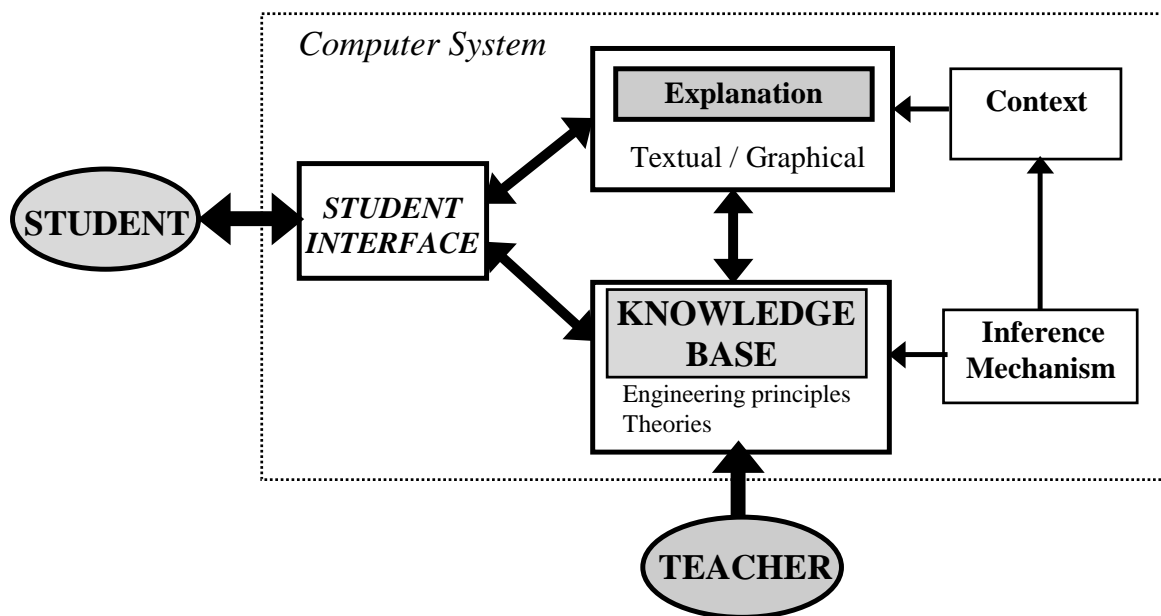 Computer System
Explanation
Textual / Graphical
Context
STUDENT
STUDENT
INTERFACE
KNOWLEDGE
BASE
Engineering principles
Theories
Inference
Mechanism
TEACHER